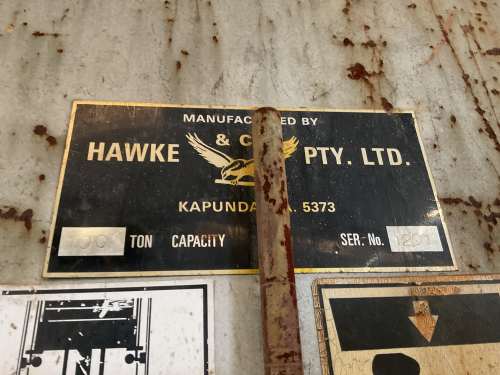 MANUFAC ED BY
HAWKE & C PTY. LTD.
KAPUNDA A. 5373
TON CAPACITY SER. No.